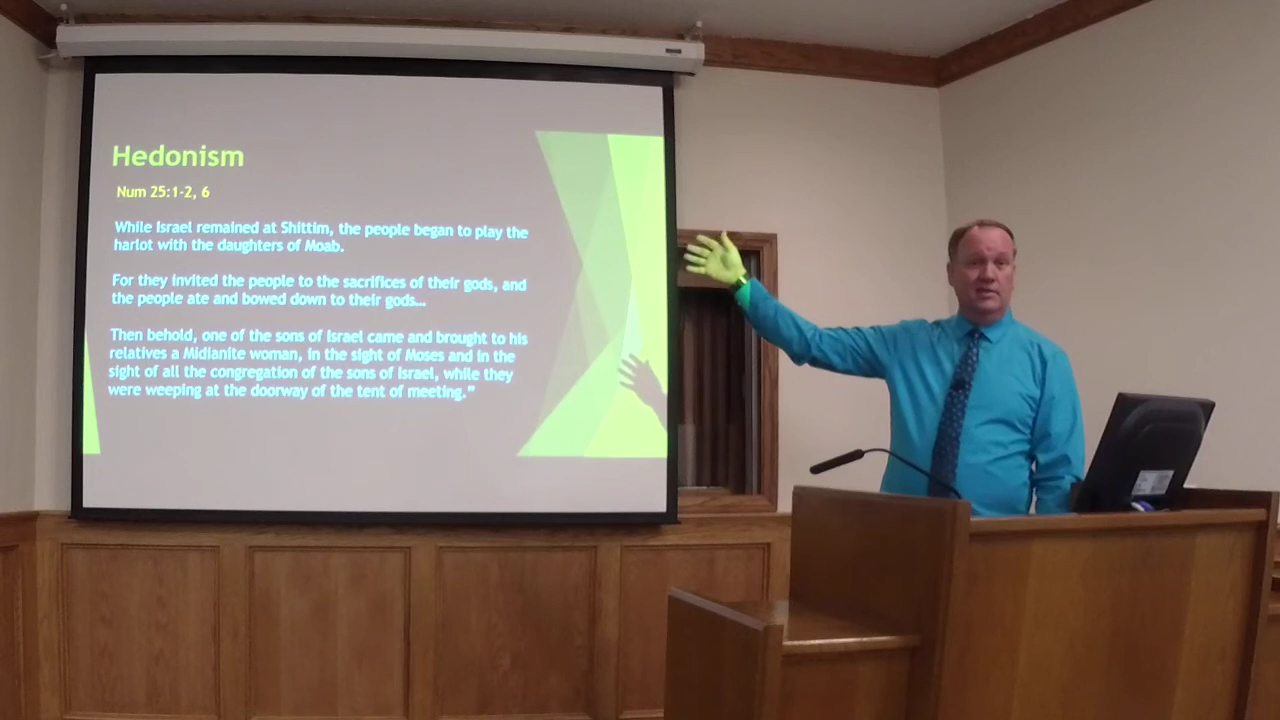 Hedonism
Num 25:1-2, 6
While Israel remained at Shittim, the people began to play the
harlot with the daughters of Moab.
For they invited the people to the sacrifices of their gods, and
the people ate and bowed down to their gods...
Then behold, one of the sons of Israel came and brought to his
relatives a Midianite woman, in the sight of Moses and in the
sight of all the congregation of the sons of Israel, while they
were weeping at the doorway of the tent of meeting."